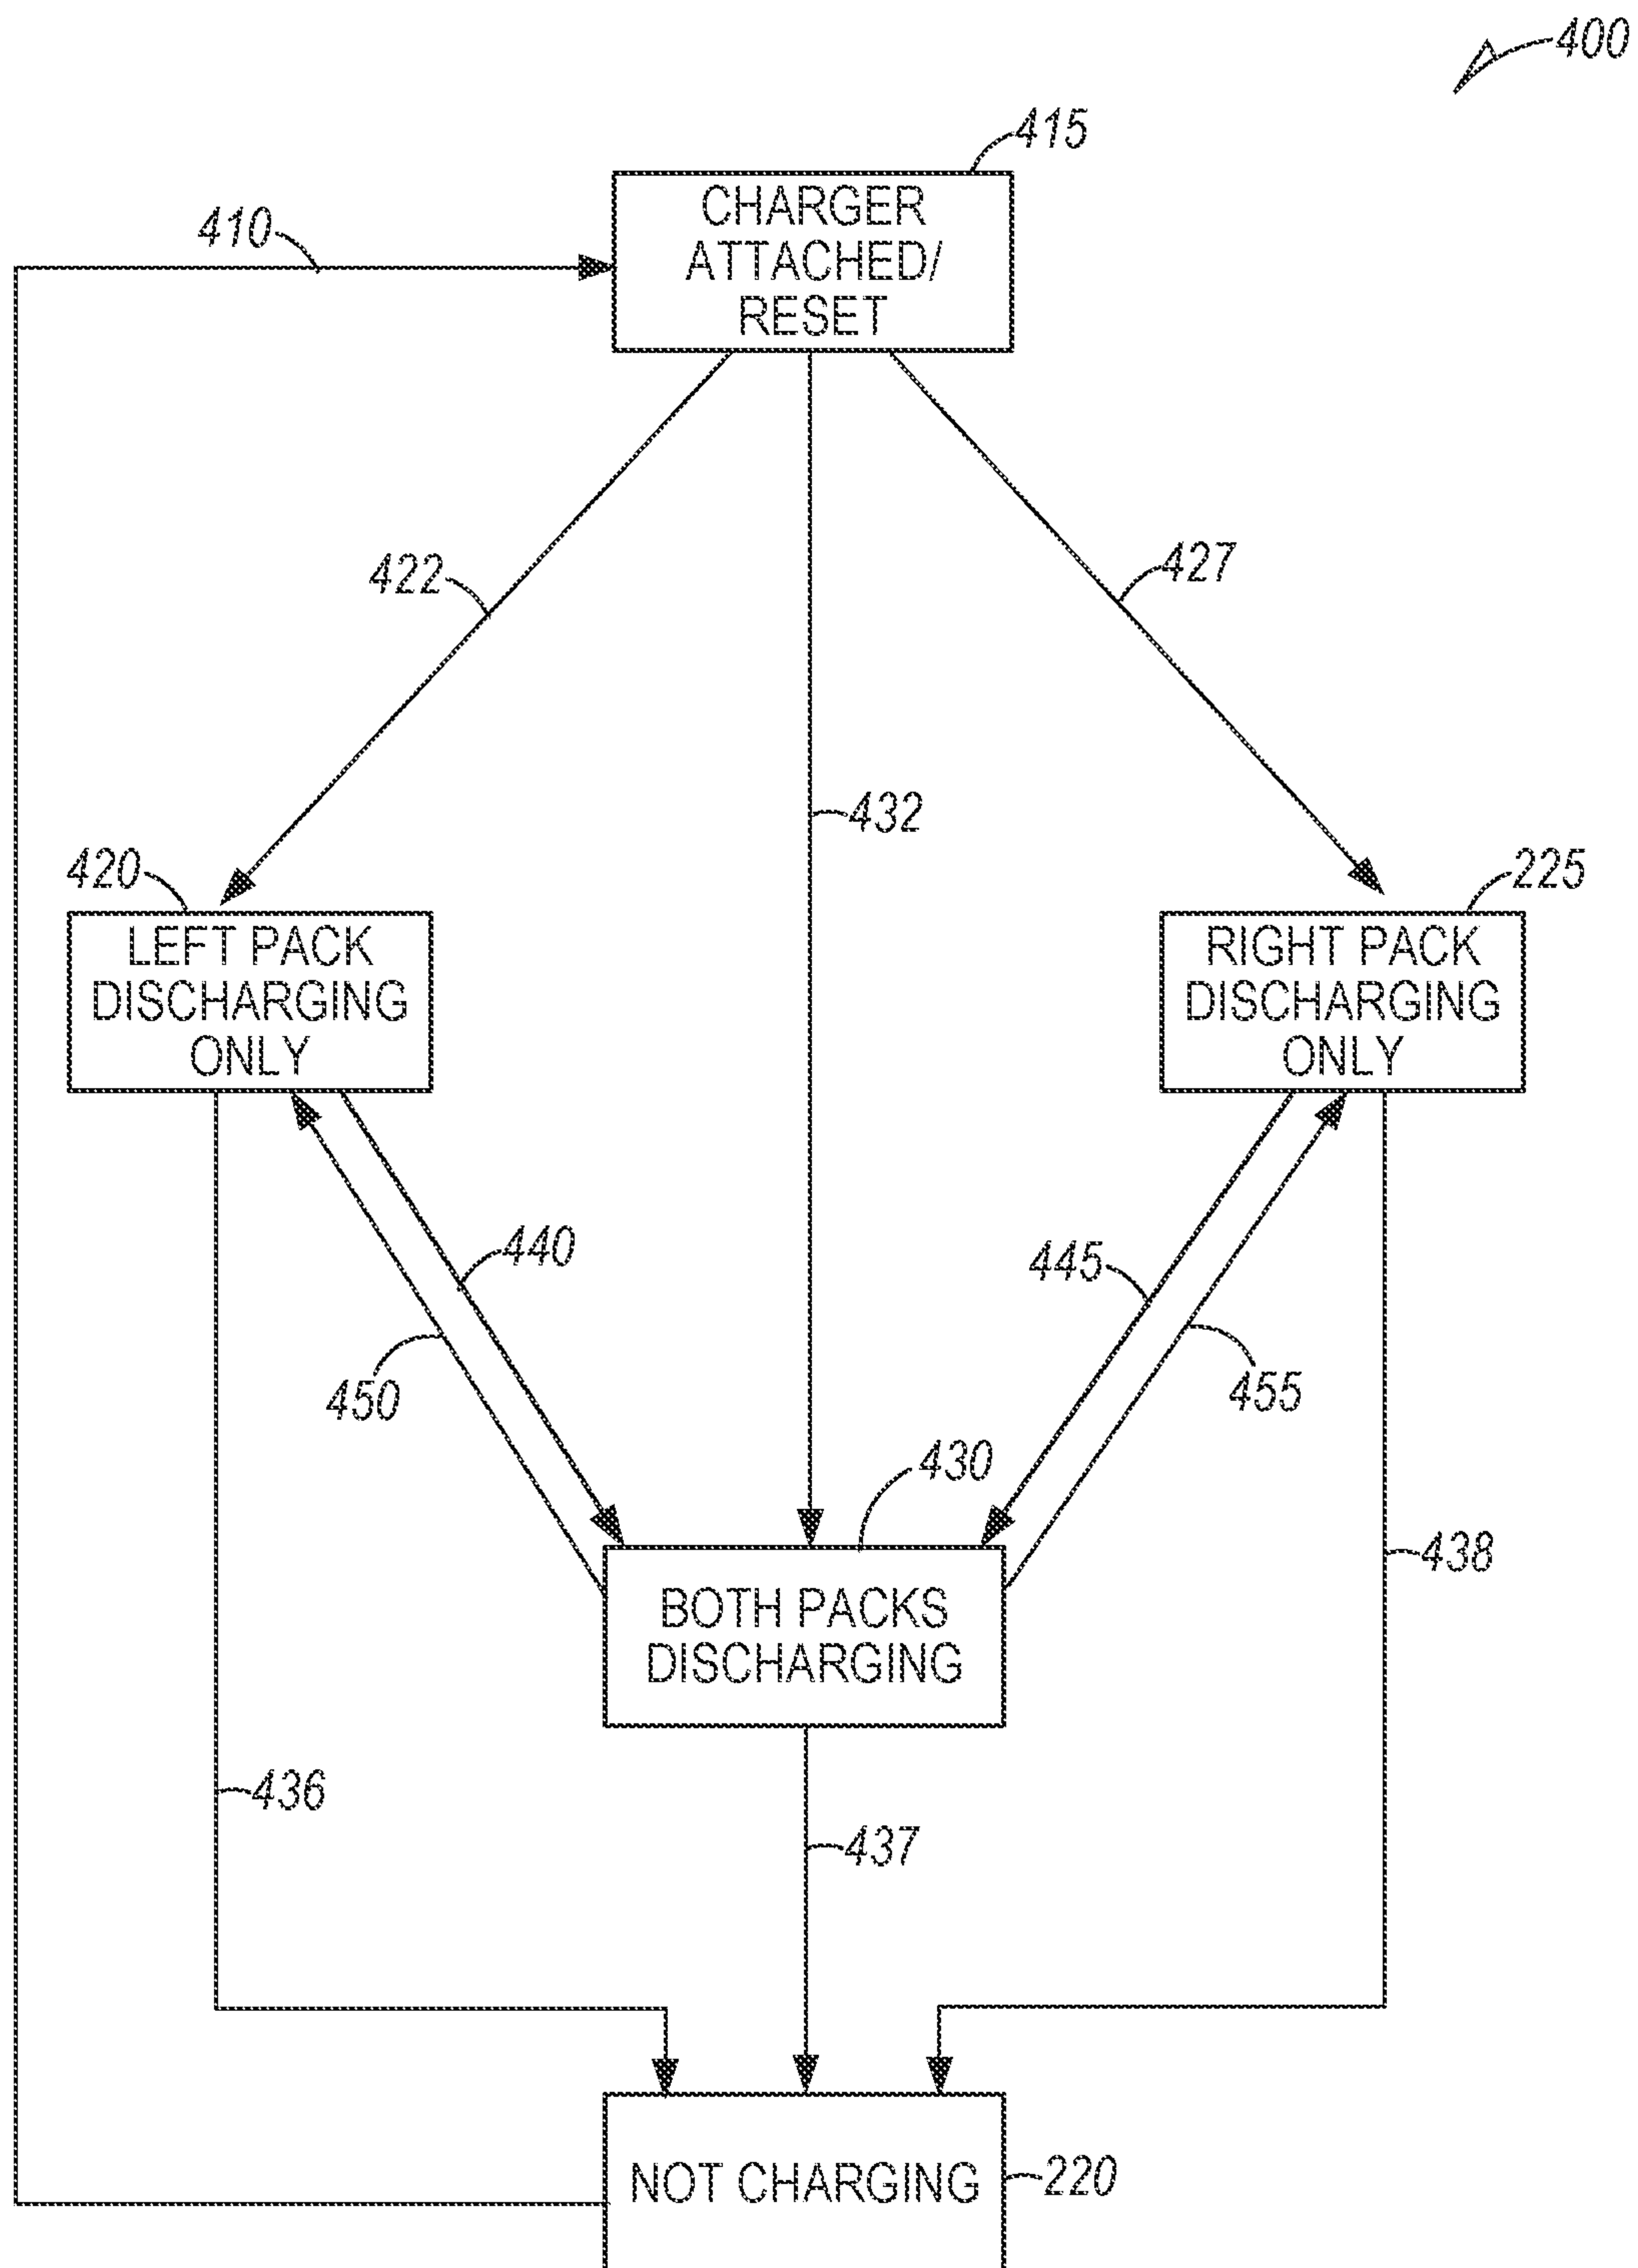 400
415
CHARGER
ATTACHED/
RESET
410
422
427
432
420
225
LEFT PACK
DISCHARGING
ONLY
RIGHT PACK
DISCHARGING
ONLY
440
445
450
455
430
438
BOTH PACKS
DISCHARGING
436
437
NOT CHARGING
220